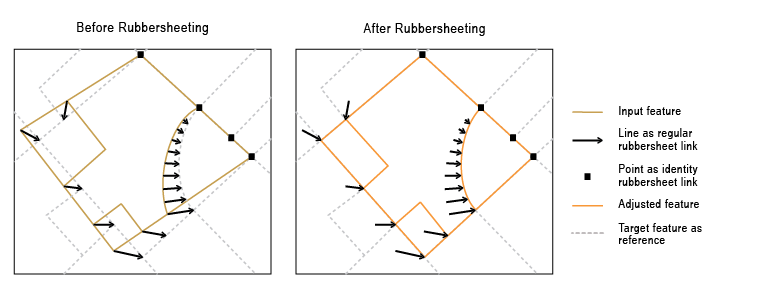 Before Rubbersheeting
After Rubbersheeting
Input feature
Line as regular
rubbersheet link
Point as identity
rubbersheet link
Adjusted feature
Target feature as
reference